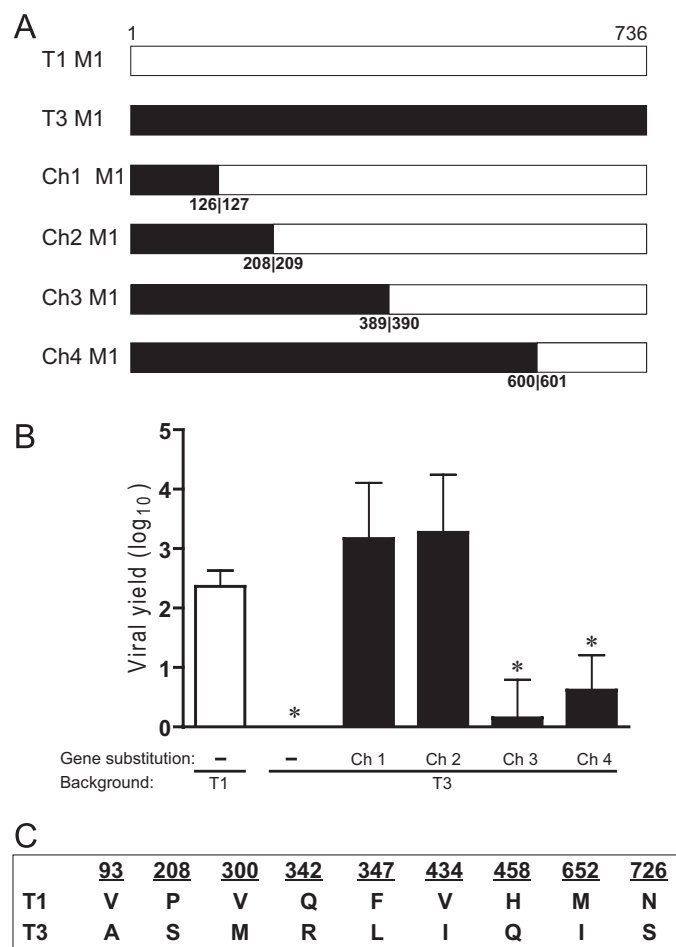 A
1 736
T1 M1
T3 M1
Ch1 M1
126|127
Ch2 M1
208|209
Ch3 M1
389|390
Ch4 M1
600|601
B
Viral yield (log10)
5
4
3
2
1
0
*
*
*
Gene substitution: – – Ch 1 Ch 2 Ch 3 Ch 4
Background: T1 T3
C
93 208 300 342 347 434 458 652 726
T1 V P V Q F V H M N
T3 A S M R L I Q I S